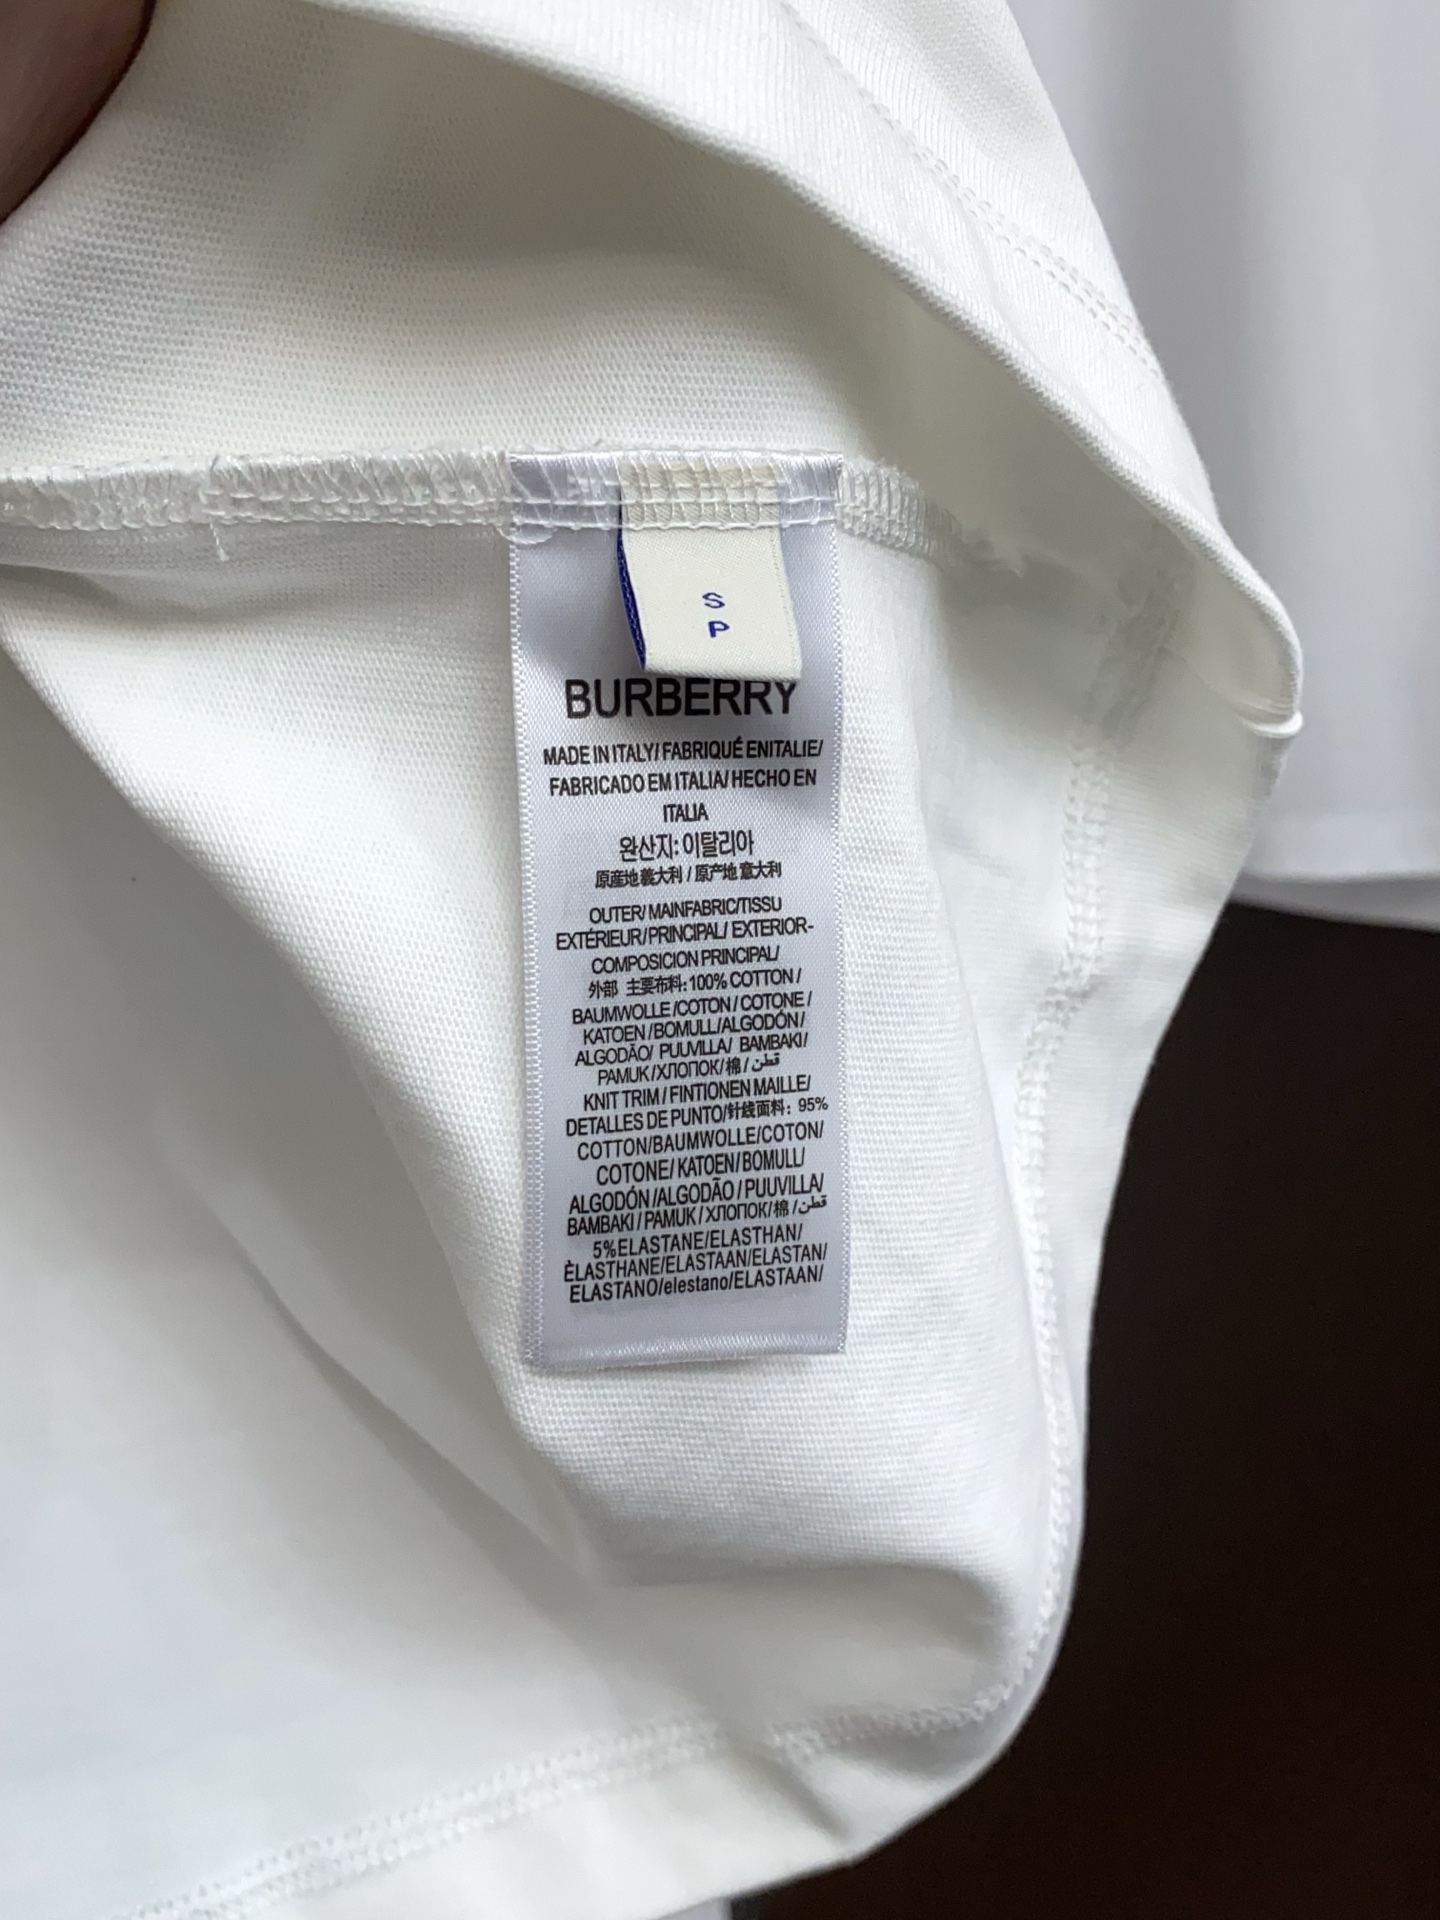 S
P
BURBERRY
MADE IN ITALY/ FABRIQUÉ ENITALIE/
FABRICADO EM ITALIA/ HECHO EN
ITALIA
완산지: 이탈리아
原産地 義大利 / 原产地 意大利
OUTER/ MAINFABRIC/TISSU
EXTÉRIEUR/PRINCIPAL/ EXTERIOR-
COMPOSICION PRINCIPAL/
外部 主要布料: 100% COTTON /
BAUMWOLLE /COTON / COTONE /
KATOEN / BOMULL/ALGODÓN /
ALGODÃO/ PUUVILLA/ BAMBAKI/
PAMUK /ХЛОПОК/棉 / قطن
KNIT TRIM / FINTIONEN MAILLE/
DETALLES DE PUNTO/针线面料: 95%
COTTON/BAUMWOLLE/COTON/
COTONE/ KATOEN/ BOMULL/
ALGODÓN /ALGODÃO / PUUVILLA/
BAMBAKI / PAMUK / ХЛОПОК/棉 / قطن
5%ELASTANE/ELASTHAN/
ÈLASTHANE/ELASTAAN/ELASTAN/
ELASTANO/elestano/ELASTAAN/